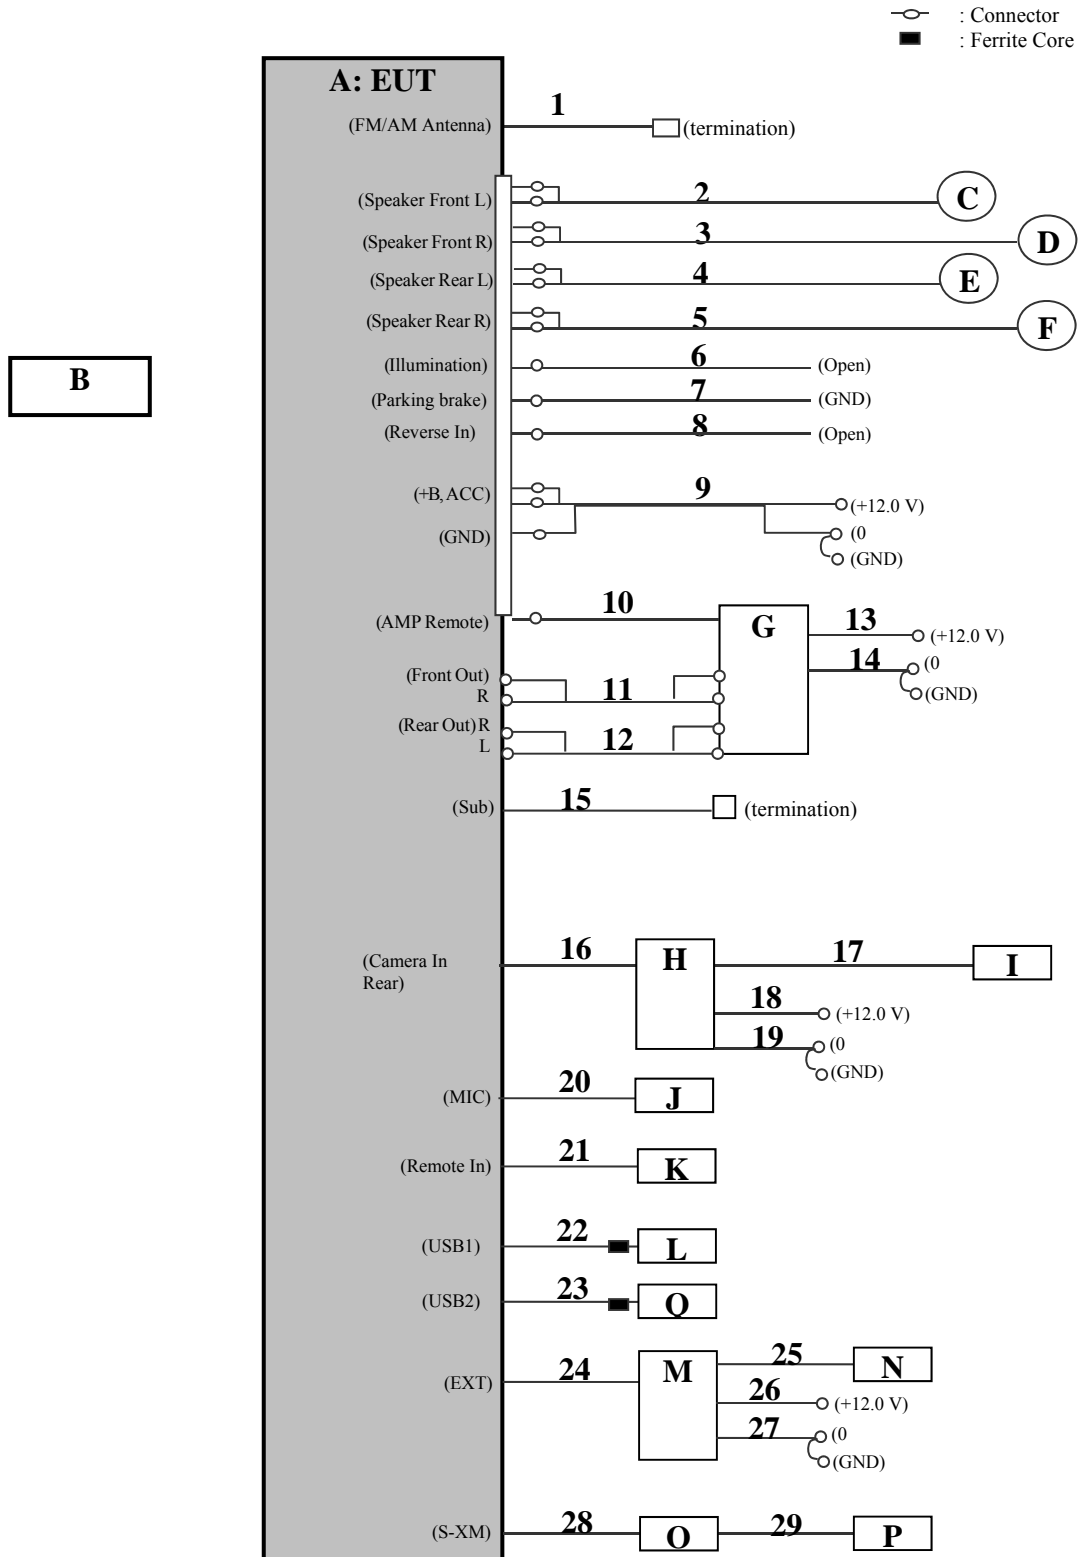 : Connector
: Ferrite Core
A: EUT
(FM/AM Antenna)
1
(termination)
(Speaker Front L)
2
C
(Speaker Front R)
3
D
(Speaker Rear L)
4
E
(Speaker Rear R)
5
F
B
(Illumination)
6
(Open)
(Parking brake)
7
(GND)
(Reverse In)
8
(Open)
(+B, ACC)
9
(+12.0 V)
(GND)
(0
(GND)
(AMP Remote)
10
G
13
(+12.0 V)
14
(0
(GND)
(Front Out)
R
11
(Rear Out) R
L
12
(Sub)
15
(termination)
(Camera In
Rear)
16
H
17
I
18
(+12.0 V)
19
(0
(GND)
(MIC)
20
J
(Remote In)
21
K
(USB1)
22
L
(USB2)
23
Q
(EXT)
24
M
25
N
26
(+12.0 V)
27
(0
(GND)
(S-XM)
28
O
29
P